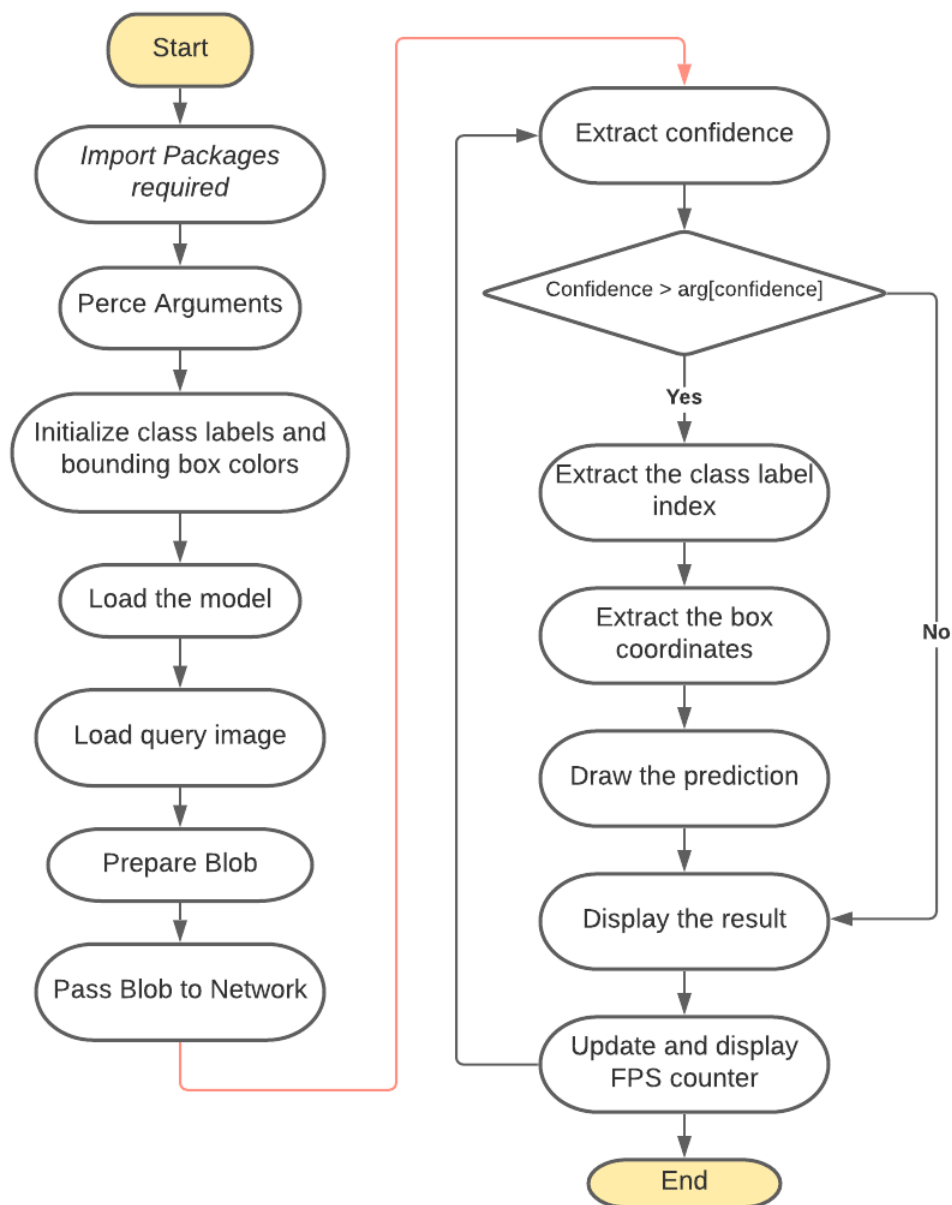 Start
Import Packages
required
Perce Arguments
Initialize class labels and
bounding box colors
Load the model
Load query image
Prepare Blob
Pass Blob to Network
Extract confidence
Confidence > arg[confidence]
Yes
No
Extract the class label
index
Extract the box
coordinates
Draw the prediction
Display the result
Update and display
FPS counter
End